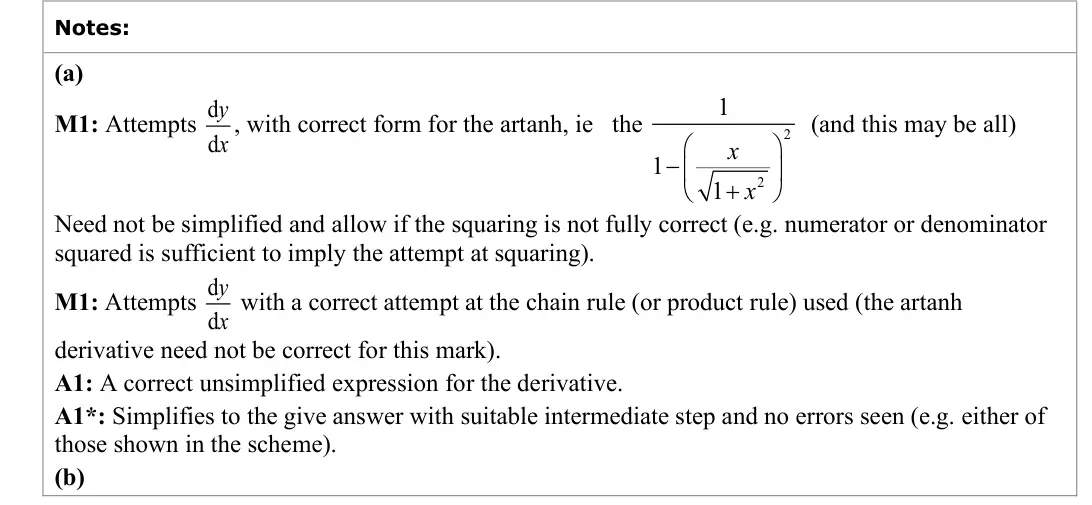 Notes:
(a)
M1: Attempts dy/dx, with correct form for the artanh, ie the 1/(1−(x/√(1+x²))²) (and this may be all)
Need not be simplified and allow if the squaring is not fully correct (e.g. numerator or denominator
squared is sufficient to imply the attempt at squaring).
M1: Attempts dy/dx with a correct attempt at the chain rule (or product rule) used (the artanh
derivative need not be correct for this mark).
A1: A correct unsimplified expression for the derivative.
A1*: Simplifies to the give answer with suitable intermediate step and no errors seen (e.g. either of
those shown in the scheme).
(b)